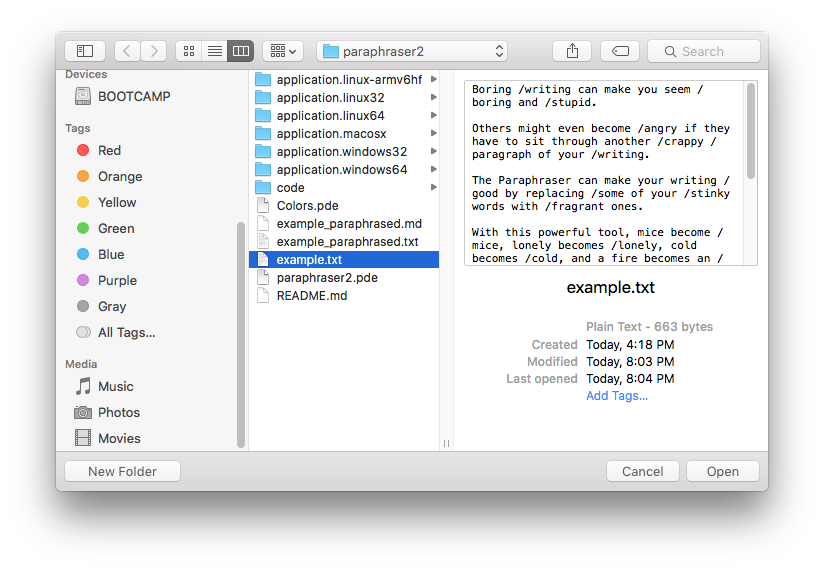 paraphraser2
Search
Devices
BOOTCAMP
Tags
Red
Orange
Yellow
Green
Blue
Purple
Gray
All Tags...
Media
Music
Photos
Movies
application.linux-armv6hf
application.linux32
application.linux64
application.macosx
application.windows32
application.windows64
code
Colors.pde
example_paraphrased.md
example_paraphrased.txt
example.txt
paraphraser2.pde
README.md
Boring /writing can make you seem /
boring and /stupid.
Others might even become /angry if they
have to sit through another /crappy /
paragraph of your /writing.
The Paraphraser can make your writing /
good by replacing /some of your /stinky
words with /fragrant ones.
With this powerful tool, mice become /
mice, lonely becomes /lonely, cold
becomes /cold, and a fire becomes an /
example.txt
Plain Text - 663 bytes
Created Today, 4:18 PM
Modified Today, 8:03 PM
Last opened Today, 8:04 PM
Add Tags...
New Folder
Cancel
Open